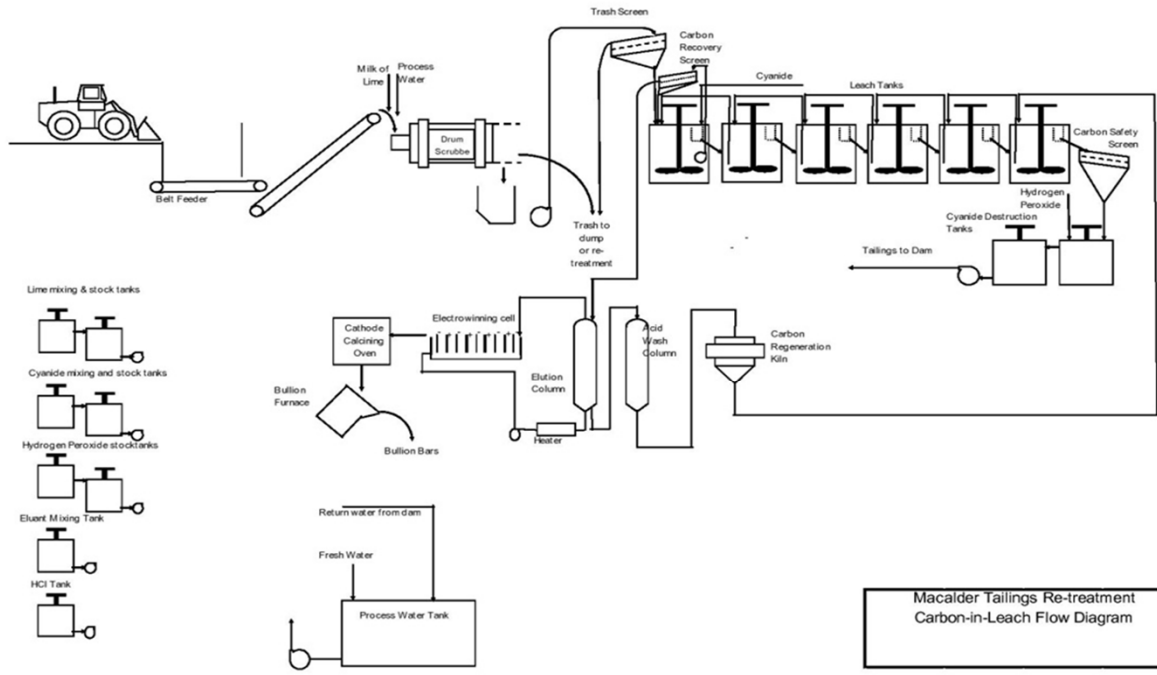 Trash Screen
Carbon
Recovery
Screen
Milk of
Lime
Process
Water
Cyanide
Leach Tanks
Drum
Scrubbe
Carbon Safety
Screen
Belt Feeder
Hydrogen
Peroxide
Trash to
dump
or re-
treatment
Cyanide Destruction
Tanks
Tailings to Dam
Lime mixing & stock tanks
Electrowinning cell
Cathode
Calcining
Oven
Acid
Wash
Column
Carbon
Regeneration
Kiln
Cyanide mixing and stock tanks
Elution
Column
Bullion
Furnace
Heater
Bullion Bars
Hydrogen Peroxide stocktanks
Eluant Mixing Tank
Return water from dam
Fresh Water
HCl Tank
Process Water Tank
Macalder Tailings Re-treatment
Carbon-in-Leach Flow Diagram